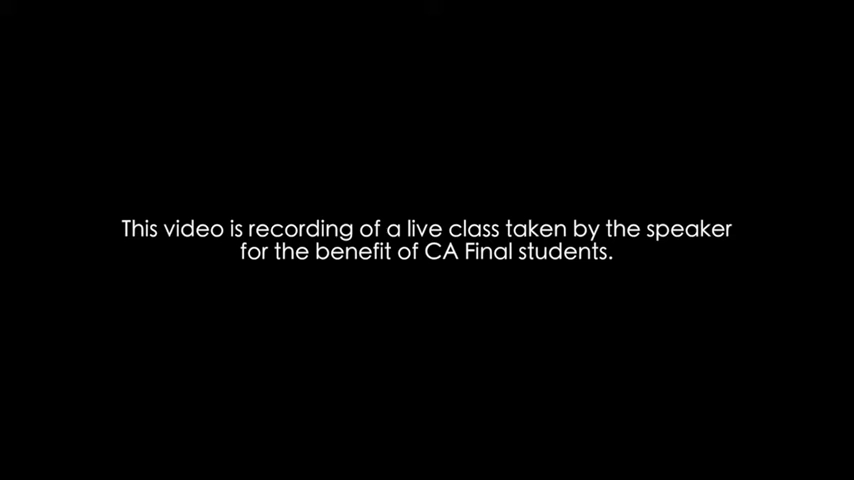 This video is recording of a live class taken by the speaker
for the benefit of CA Final students.